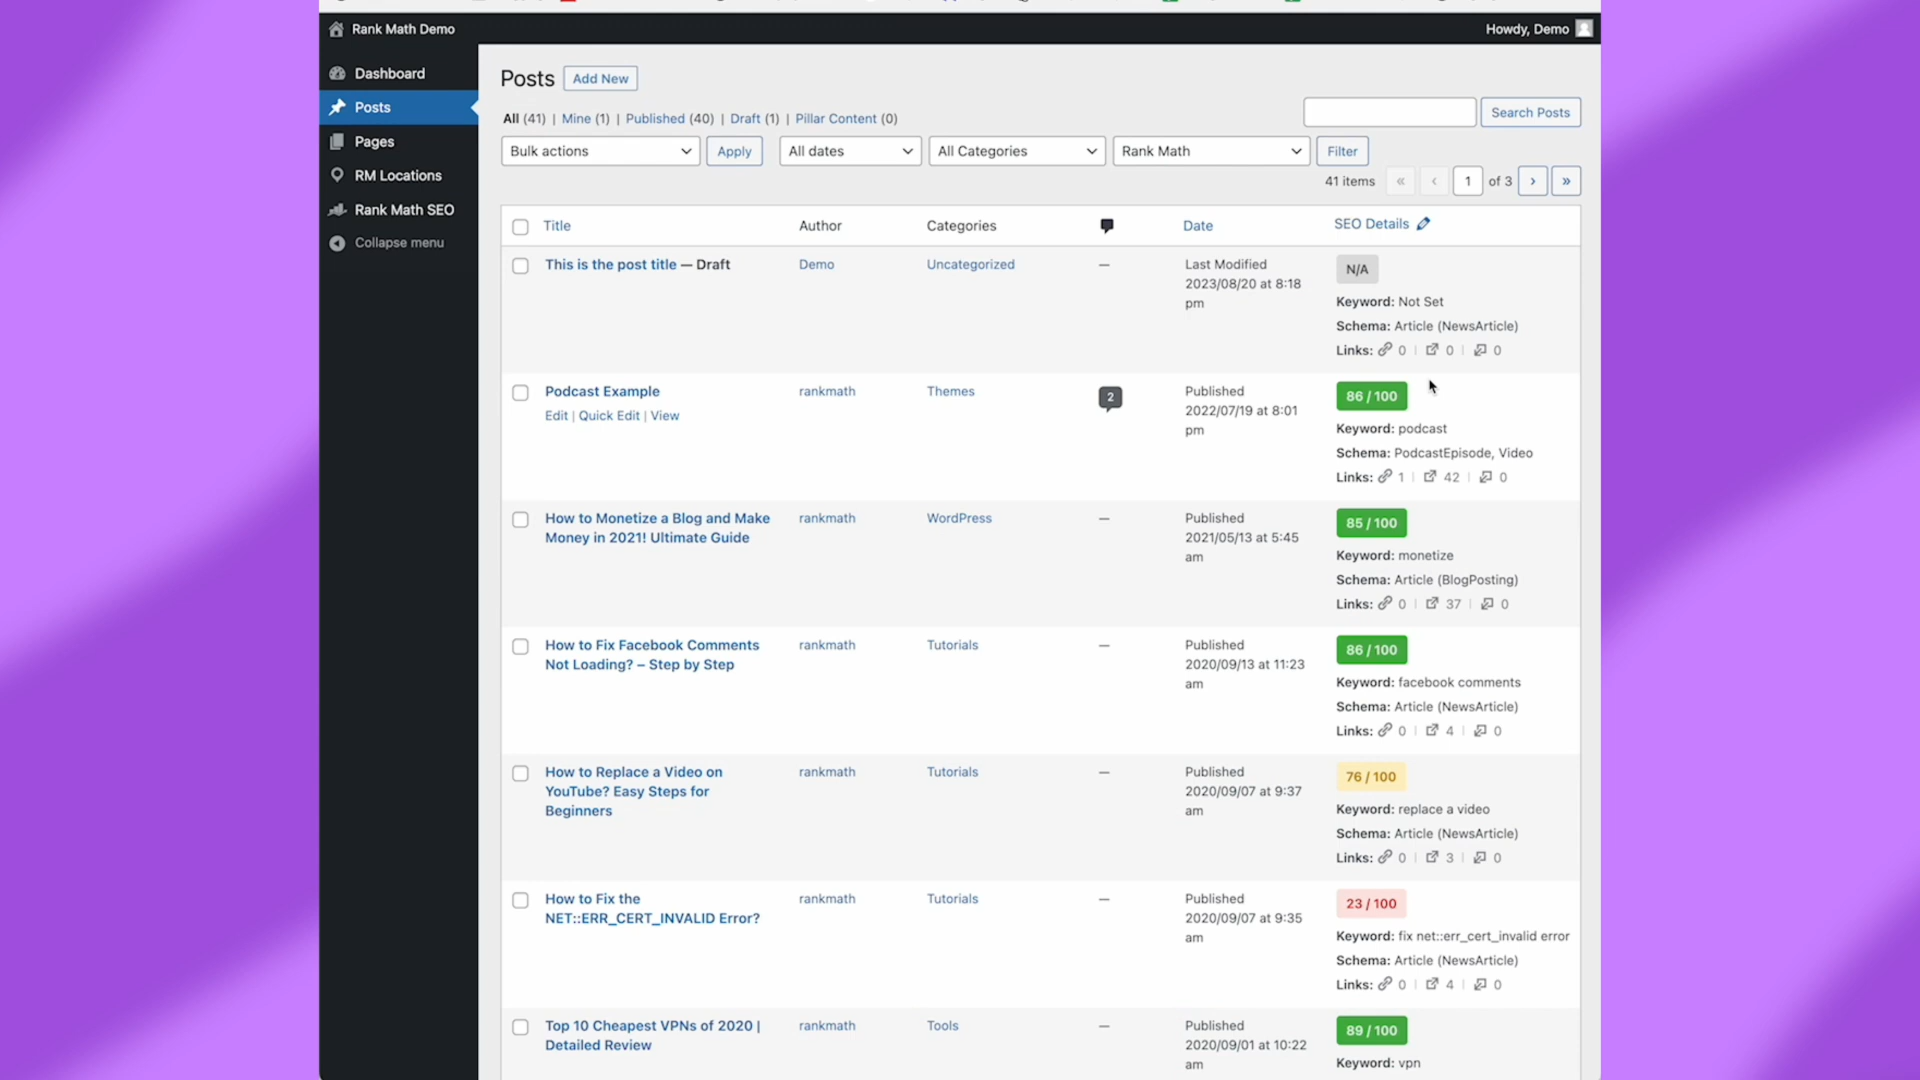 Rank Math Demo
Howdy, Demo
Dashboard
Posts
Pages
RM Locations
Rank Math SEO
Collapse menu
Posts
Add New
All (41) | Mine (1) | Published (40) | Draft (1) | Pillar Content (0)
Search Posts
Bulk actions
Apply
All dates
All Categories
Rank Math
Filter
41 items
«
‹
1
of 3
›
»
Title
Author
Categories
Date
SEO Details
This is the post title — Draft
Demo
Uncategorized
—
Last Modified
2023/08/20 at 8:18
pm
N/A
Keyword: Not Set
Schema: Article (NewsArticle)
Links: 0 | 0 | 0
Podcast Example
Edit | Quick Edit | View
rankmath
Themes
2
Published
2022/07/19 at 8:01
pm
86 / 100
Keyword: podcast
Schema: PodcastEpisode, Video
Links: 1 | 42 | 0
How to Monetize a Blog and Make
Money in 2021! Ultimate Guide
rankmath
WordPress
—
Published
2021/05/13 at 5:45
am
85 / 100
Keyword: monetize
Schema: Article (BlogPosting)
Links: 0 | 37 | 0
How to Fix Facebook Comments
Not Loading? – Step by Step
rankmath
Tutorials
—
Published
2020/09/13 at 11:23
am
86 / 100
Keyword: facebook comments
Schema: Article (NewsArticle)
Links: 0 | 4 | 0
How to Replace a Video on
YouTube? Easy Steps for
Beginners
rankmath
Tutorials
—
Published
2020/09/07 at 9:37
am
76 / 100
Keyword: replace a video
Schema: Article (NewsArticle)
Links: 0 | 3 | 0
How to Fix the
NET::ERR_CERT_INVALID Error?
rankmath
Tutorials
—
Published
2020/09/07 at 9:35
am
23 / 100
Keyword: fix net::err_cert_invalid error
Schema: Article (NewsArticle)
Links: 0 | 4 | 0
Top 10 Cheapest VPNs of 2020 |
Detailed Review
rankmath
Tools
—
Published
2020/09/01 at 10:22
am
89 / 100
Keyword: vpn